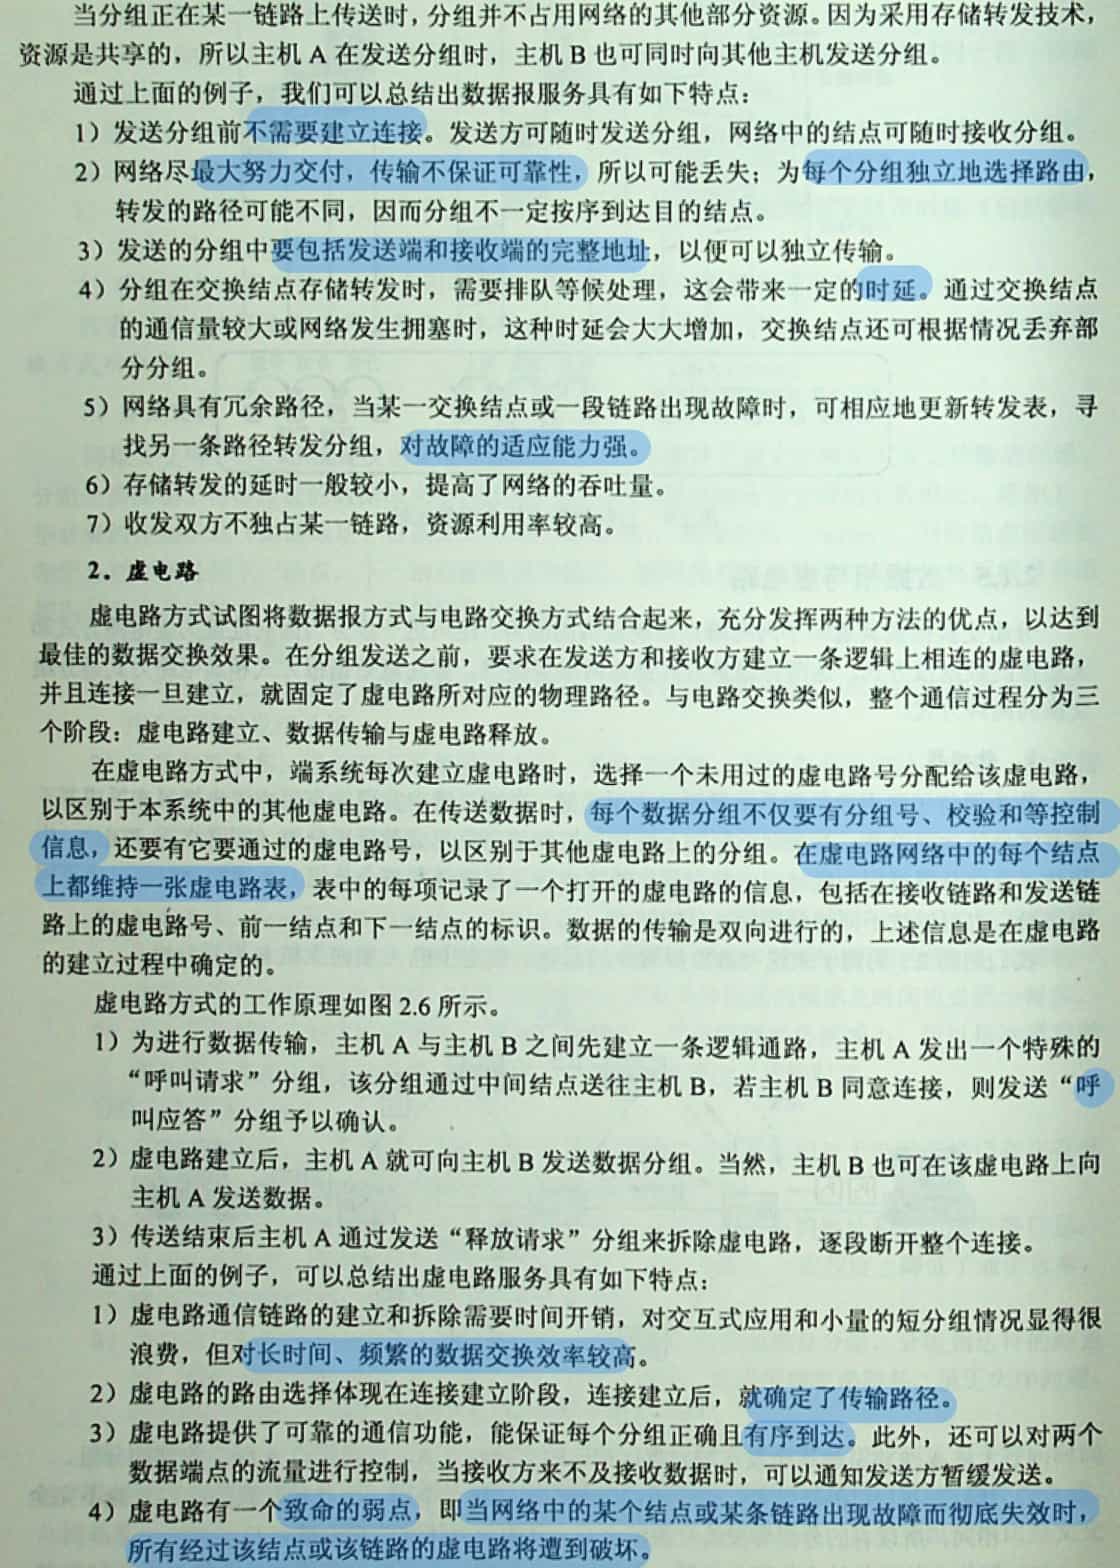 当分组正在某一链路上传送时，分组并不占用网络的其他部分资源。因为采用存储转发技术，
资源是共享的，所以主机 A 在发送分组时，主机 B 也可同时向其他主机发送分组。
通过上面的例子，我们可以总结出数据报服务具有如下特点：
1）发送分组前不需要建立连接。发送方可随时发送分组，网络中的结点可随时接收分组。
2）网络尽最大努力交付，传输不保证可靠性，所以可能丢失；为每个分组独立地选择路由，
转发的路径可能不同，因而分组不一定按序到达目的结点。
3）发送的分组中要包括发送端和接收端的完整地址，以便可以独立传输。
4）分组在交换结点存储转发时，需要排队等候处理，这会带来一定的时延。通过交换结点
的通信量较大或网络发生拥塞时，这种时延会大大增加，交换结点还可根据情况丢弃部
分分组。
5）网络具有冗余路径，当某一交换结点或一段链路出现故障时，可相应地更新转发表，寻
找另一条路径转发分组，对故障的适应能力强。
6）存储转发的延时一般较小，提高了网络的吞吐量。
7）收发双方不独占某一链路，资源利用率较高。
2．虚电路
虚电路方式试图将数据报方式与电路交换方式结合起来，充分发挥两种方法的优点，以达到
最佳的数据交换效果。在分组发送之前，要求在发送方和接收方建立一条逻辑上相连的虚电路，
并且连接一旦建立，就固定了虚电路所对应的物理路径。与电路交换类似，整个通信过程分为三
个阶段：虚电路建立、数据传输与虚电路释放。
在虚电路方式中，端系统每次建立虚电路时，选择一个未用过的虚电路号分配给该虚电路，
以区别于本系统中的其他虚电路。在传送数据时，每个数据分组不仅要有分组号、校验和等控制
信息，还要有它要通过的虚电路号，以区别于其他虚电路上的分组。在虚电路网络中的每个结点
上都维持一张虚电路表，表中的每项记录了一个打开的虚电路的信息，包括在接收链路和发送链
路上的虚电路号、前一结点和下一结点的标识。数据的传输是双向进行的，上述信息是在虚电路
的建立过程中确定的。
虚电路方式的工作原理如图 2.6 所示。
1）为进行数据传输，主机 A 与主机 B 之间先建立一条逻辑通路，主机 A 发出一个特殊的
“呼叫请求”分组，该分组通过中间结点送往主机 B，若主机 B 同意连接，则发送“呼
叫应答”分组予以确认。
2）虚电路建立后，主机 A 就可向主机 B 发送数据分组。当然，主机 B 也可在该虚电路上向
主机 A 发送数据。
3）传送结束后主机 A 通过发送“释放请求”分组来拆除虚电路，逐段断开整个连接。
通过上面的例子，可以总结出虚电路服务具有如下特点：
1）虚电路通信链路的建立和拆除需要时间开销，对交互式应用和小量的短分组情况显得很
浪费，但对长时间、频繁的数据交换效率较高。
2）虚电路的路由选择体现在连接建立阶段，连接建立后，就确定了传输路径。
3）虚电路提供了可靠的通信功能，能保证每个分组正确且有序到达。此外，还可以对两个
数据端点的流量进行控制，当接收方来不及接收数据时，可以通知发送方暂缓发送。
4）虚电路有一个致命的弱点，即当网络中的某个结点或某条链路出现故障而彻底失效时，
所有经过该结点或该链路的虚电路将遭到破坏。